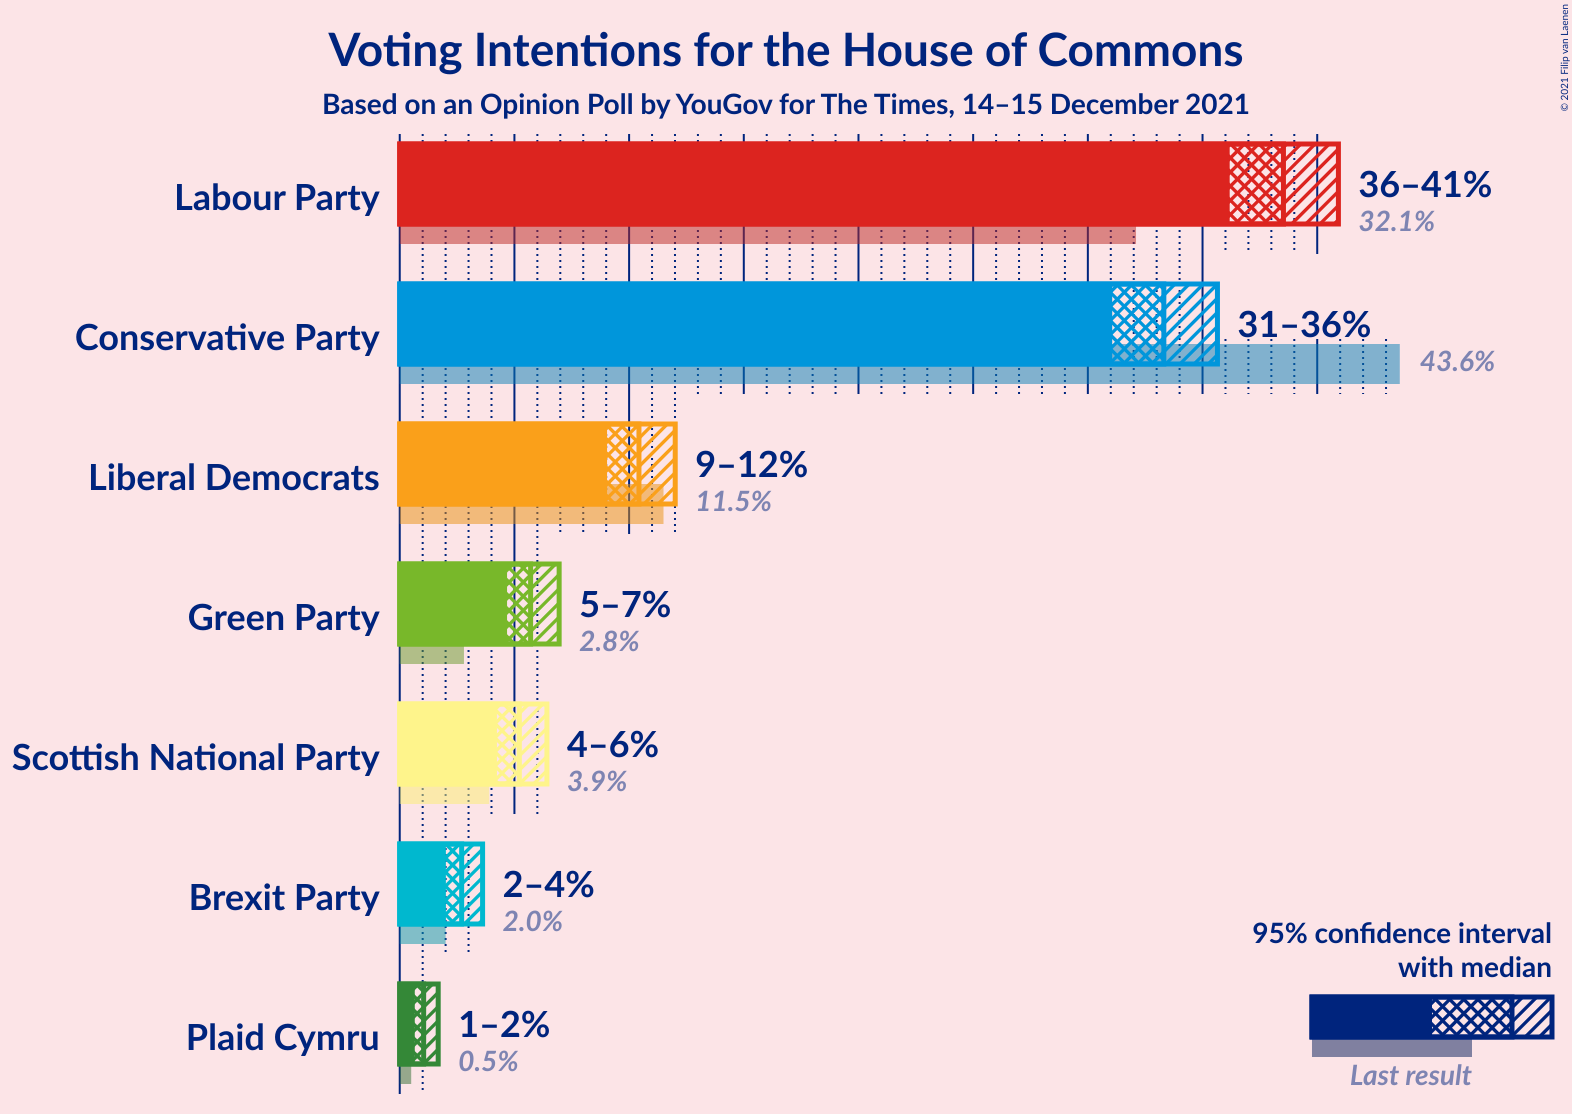 Voting Intentions for the House of Commons
Based on an Opinion Poll by YouGov for The Times, 14–15 December 2021
© 2021 Filip van Laenen
Labour Party
36–41%
32.1%
Conservative Party
31–36%
43.6%
Liberal Democrats
9–12%
11.5%
Green Party
5–7%
2.8%
Scottish National Party
4–6%
3.9%
Brexit Party
2–4%
2.0%
Plaid Cymru
1–2%
0.5%
95% confidence interval
with median
Last result